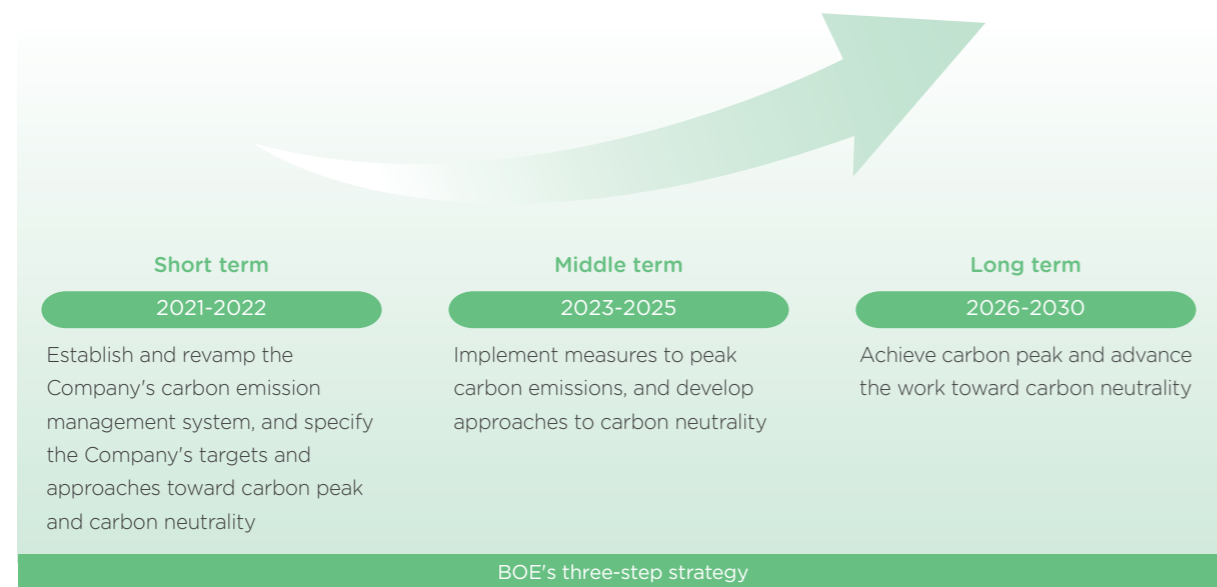 Short term
2021-2022
Establish and revamp the
Company's carbon emission
management system, and specify
the Company's targets and
approaches toward carbon peak
and carbon neutrality
Middle term
2023-2025
Implement measures to peak
carbon emissions, and develop
approaches to carbon neutrality
Long term
2026-2030
Achieve carbon peak and advance
the work toward carbon neutrality
BOE's three-step strategy